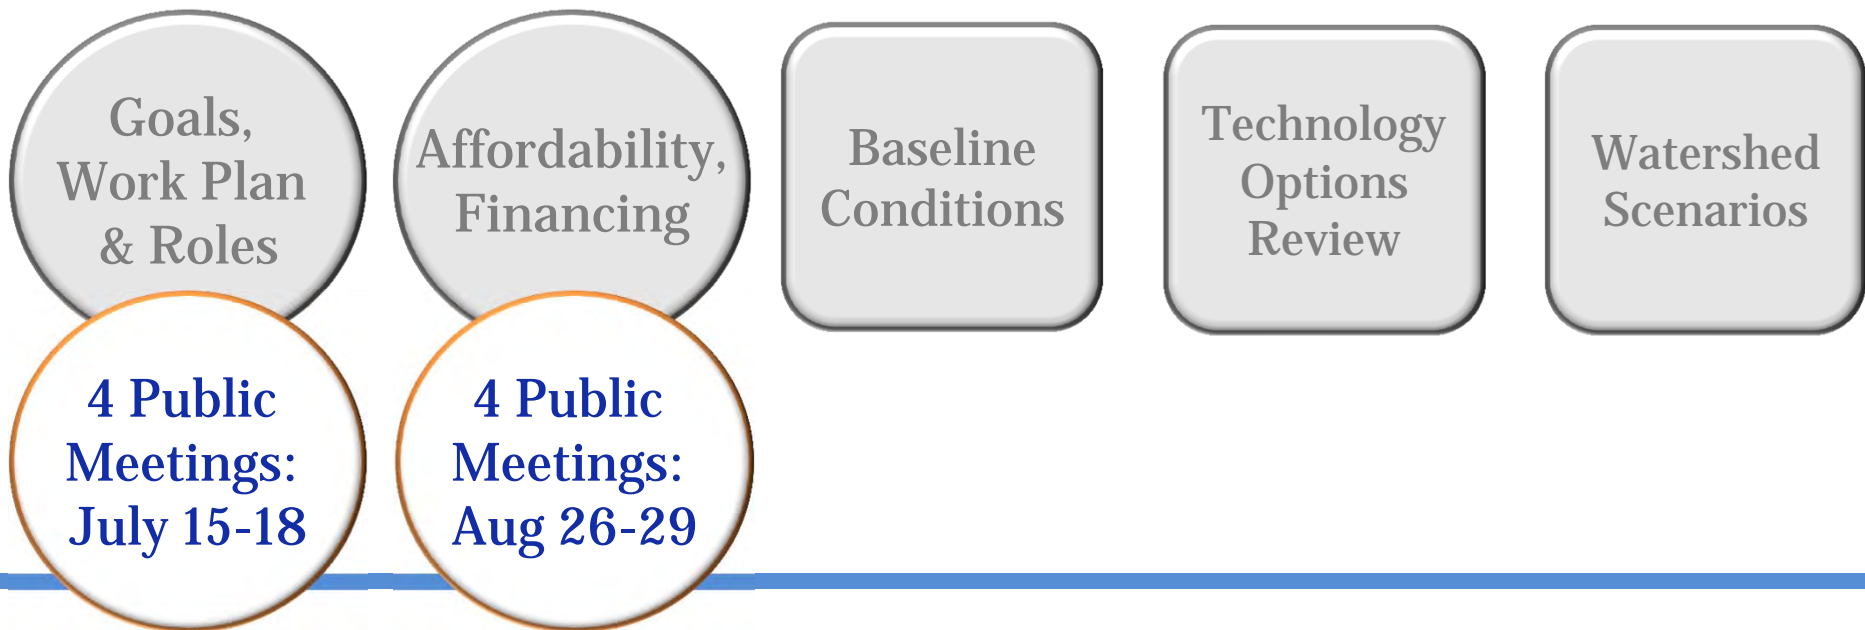 Goals,
Work Plan
& Roles
Affordability,
Financing
Baseline
Conditions
Technology
Options
Review
Watershed
Scenarios
4 Public
Meetings:
July 15-18
4 Public
Meetings:
Aug 26-29